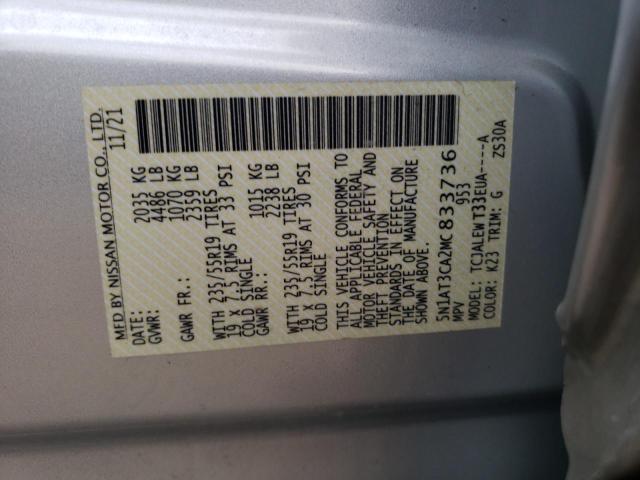 MFD BY NISSAN MOTOR CO., LTD.
DATE: 11/21
GVWR: 2035 KG
4486 LB
GAWR FR.: 1070 KG
2359 LB
WITH 235/55R19 TIRES
19 X 7.5 RIMS AT 33 PSI
COLD SINGLE
GAWR RR.: 1015 KG
2238 LB
WITH 235/55R19 TIRES
19 X 7.5 RIMS AT 30 PSI
COLD SINGLE
THIS VEHICLE CONFORMS TO
ALL APPLICABLE FEDERAL
MOTOR VEHICLE SAFETY AND
THEFT PREVENTION
STANDARDS IN EFFECT ON
THE DATE OF MANUFACTURE
SHOWN ABOVE.
5N1AT3CA2MC833736
MPV 953
MODEL: TCJALEWT33EUA----A
COLOR: K23 TRIM: G ZS30A